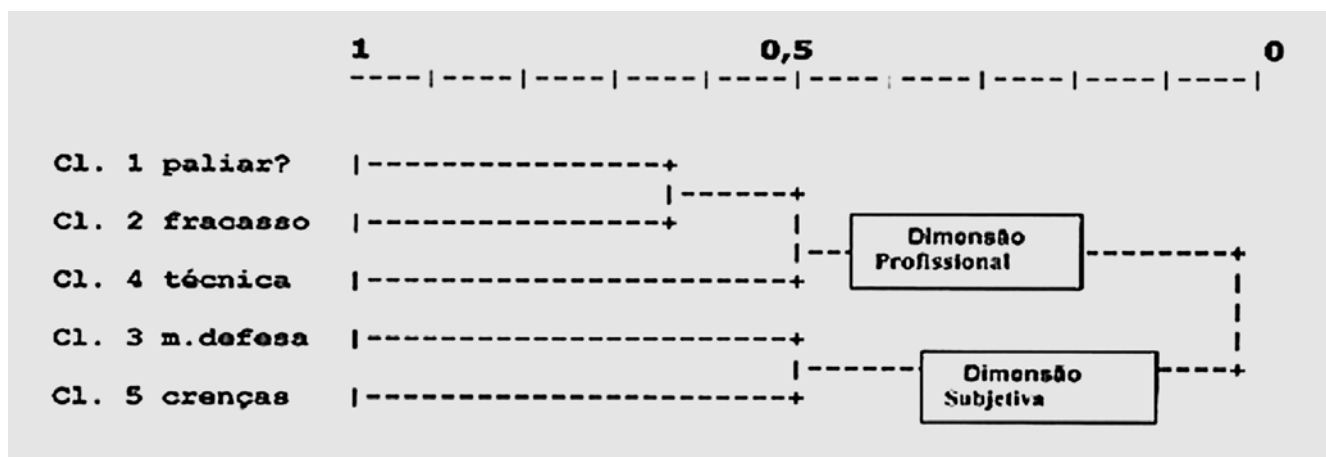 1 0,5 0
Cl. 1 paliar?
Cl. 2 fracasso
Dimensão
Profissional
Cl. 4 técnica
Cl. 3 m.defesa
Dimensão
Subjetiva
Cl. 5 crenças